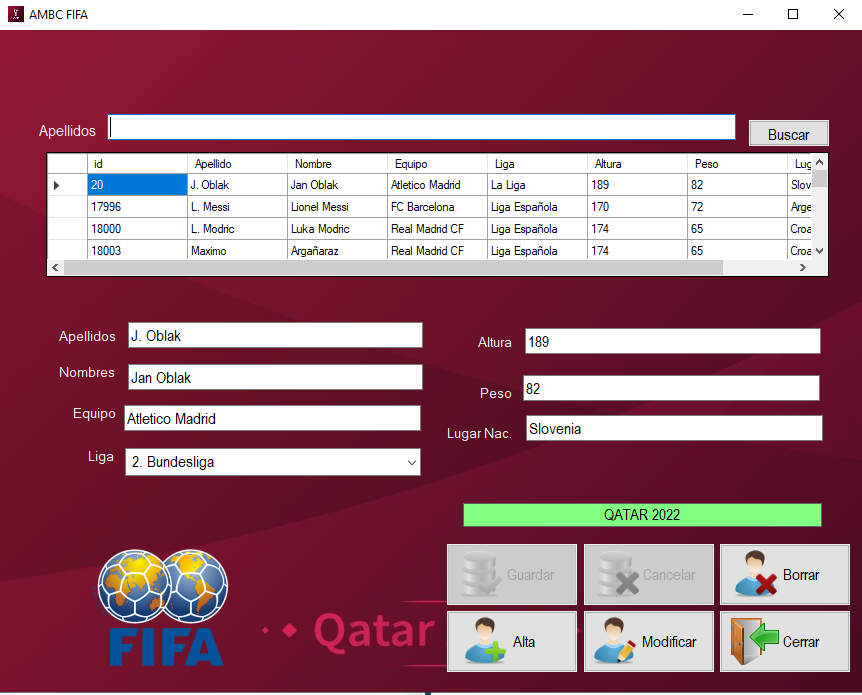 AMBC FIFA
Apellidos
Buscar
id Apellido Nombre Equipo Liga Altura Peso Lug
20 J. Oblak Jan Oblak Atletico Madrid La Liga 189 82 Slov
17996 L. Messi Lionel Messi FC Barcelona Liga Española 170 72 Arge
18000 L. Modric Luka Modric Real Madrid CF Liga Española 174 65 Croa
18003 Maximo Argañaraz Real Madrid CF Liga Española 174 65 Croa
Apellidos J. Oblak
Altura 189
Nombres Jan Oblak
Peso 82
Equipo Atletico Madrid
Lugar Nac. Slovenia
Liga 2. Bundesliga
QATAR 2022
Guardar Cancelar Borrar
FIFA
Qatar
Alta Modificar Cerrar